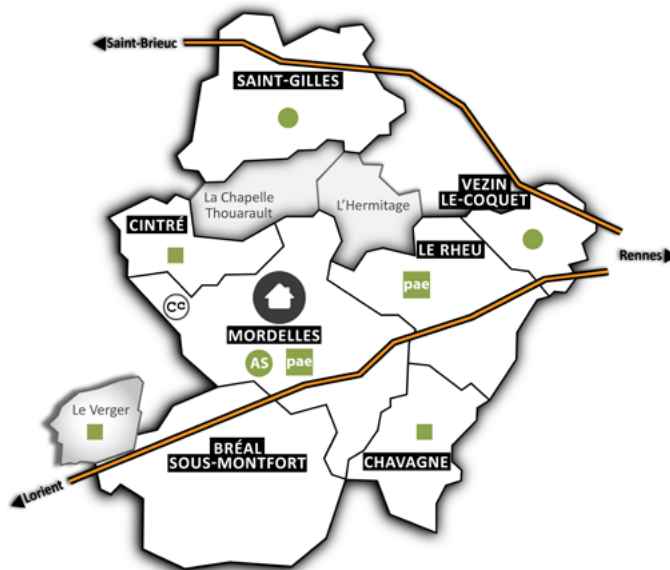 Saint-Brieuc
SAINT-GILLES
La Chapelle
Thouarault
L'Hermitage
VEZIN
LE-COQUET
CINTRÉ
LE RHEU
Rennes
pae
Cc
MORDELLES
AS
pae
Le Verger
BRÉAL
SOUS-MONTFORT
CHAVAGNE
Lorient